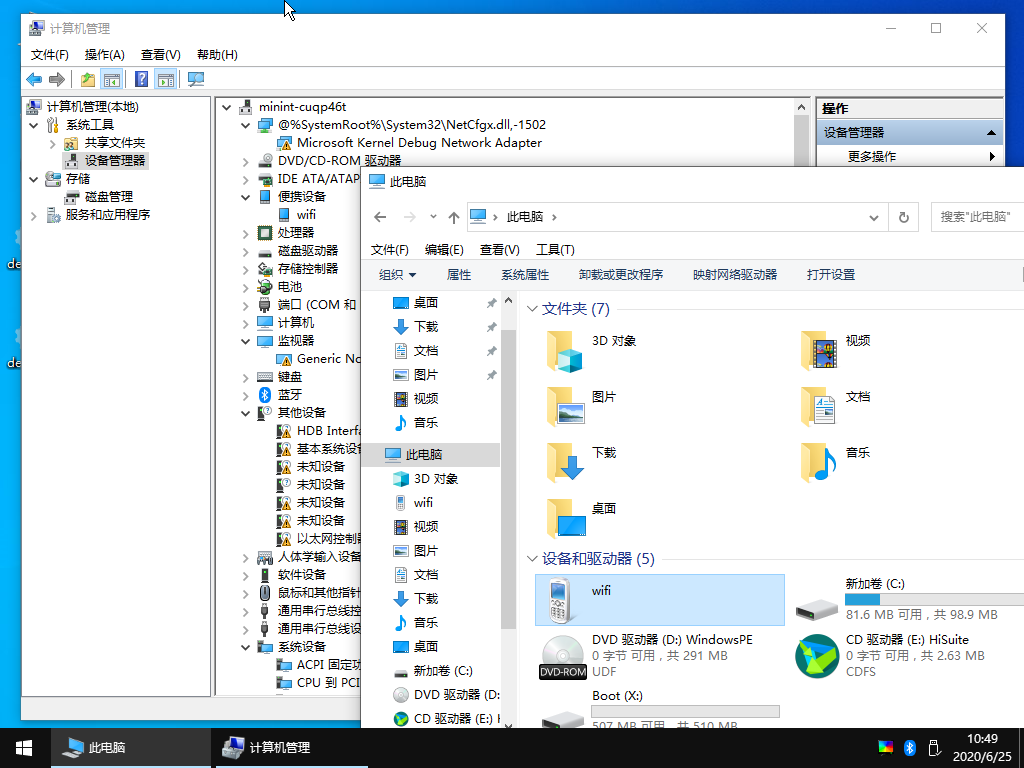 计算机管理
文件(F) 操作(A) 查看(V) 帮助(H)
计算机管理(本地)
系统工具
共享文件夹
设备管理器
存储
磁盘管理
服务和应用程序
minint-cuqp46t
@%SystemRoot%\System32\NetCfgx.dll,-1502
Microsoft Kernel Debug Network Adapter
DVD/CD-ROM 驱动器
IDE ATA/ATAP
便携设备
wifi
处理器
磁盘驱动器
存储控制器
电池
端口 (COM 和
计算机
监视器
Generic No
键盘
蓝牙
其他设备
HDB Interfa
基本系统设备
未知设备
未知设备
未知设备
未知设备
以太网控制器
人体学输入设备
软件设备
鼠标和其他指针
通用串行总线控
通用串行总线设
系统设备
ACPI 固定功
CPU 到 PCI
操作
设备管理器
更多操作
此电脑
此电脑
搜索"此电脑"
文件(F) 编辑(E) 查看(V) 工具(T)
组织 属性 系统属性 卸载或更改程序 映射网络驱动器 打开设置
桌面
下载
文档
图片
视频
音乐
此电脑
3D 对象
wifi
视频
图片
文档
下载
音乐
桌面
新加卷 (C:)
DVD 驱动器 (D:
CD 驱动器 (E:) H
文件夹 (7)
3D 对象
视频
图片
文档
下载
音乐
桌面
设备和驱动器 (5)
wifi
新加卷 (C:)
81.6 MB 可用 , 共 98.9 MB
DVD 驱动器 (D:) WindowsPE
0 字节 可用 , 共 291 MB
UDF
DVD-ROM
CD 驱动器 (E:) HiSuite
0 字节 可用 , 共 2.63 MB
CDFS
Boot (X:)
507 MB 可用 , 共 510 MB
de
de
此电脑
计算机管理
10:49
2020/6/25